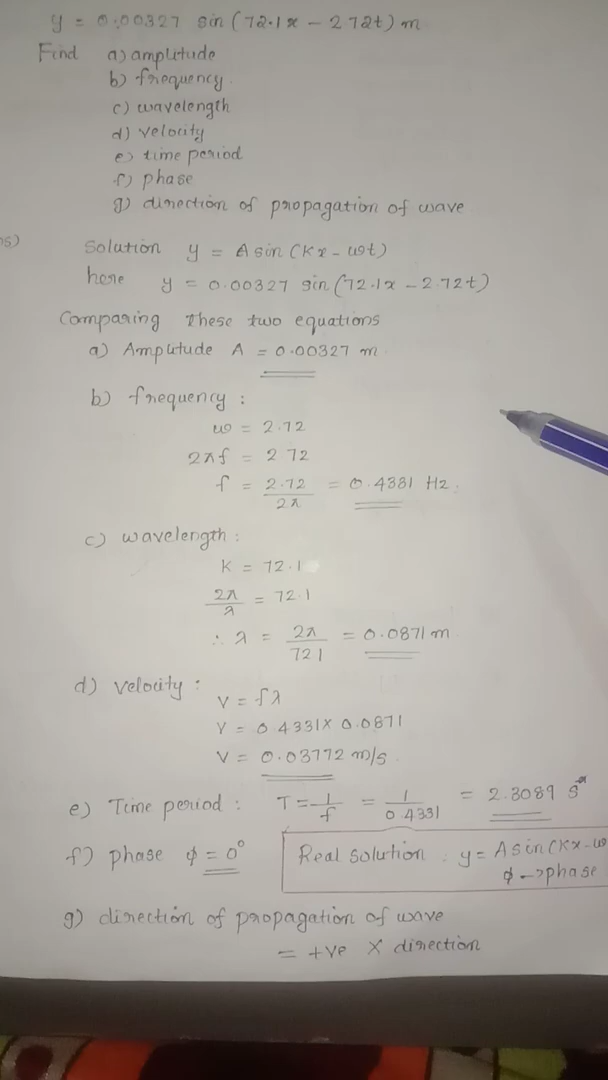 y = 0.00327 sin (72.1x - 2.72t) m
Find a) amplitude
b) frequency.
c) wavelength
d) velocity
e) time period
f) phase
g) direction of propagation of wave
ns)
Solution y = A sin (Kx - ωt)
here y = 0.00327 sin (72.1x - 2.72t)
Comparing these two equations
a) Amplitude A = 0.00327 m
b) frequency :
ω = 2.72
2πf = 2.72
f = 2.72/2π = 0.4331 Hz.
c) wavelength :
K = 72.1
2π/λ = 72.1
∴ λ = 2π/721 = 0.0871 m
d) velocity :
V = fλ
V = 0.4331 x 0.0871
V = 0.03772 m/s
e) Time period : T = 1/f = 1/0.4331 = 2.3089 s
f) phase ϕ = 0°
Real solution : y = A sin (Kx - ω
ϕ → phase
g) direction of propagation of wave
= +ve X direction